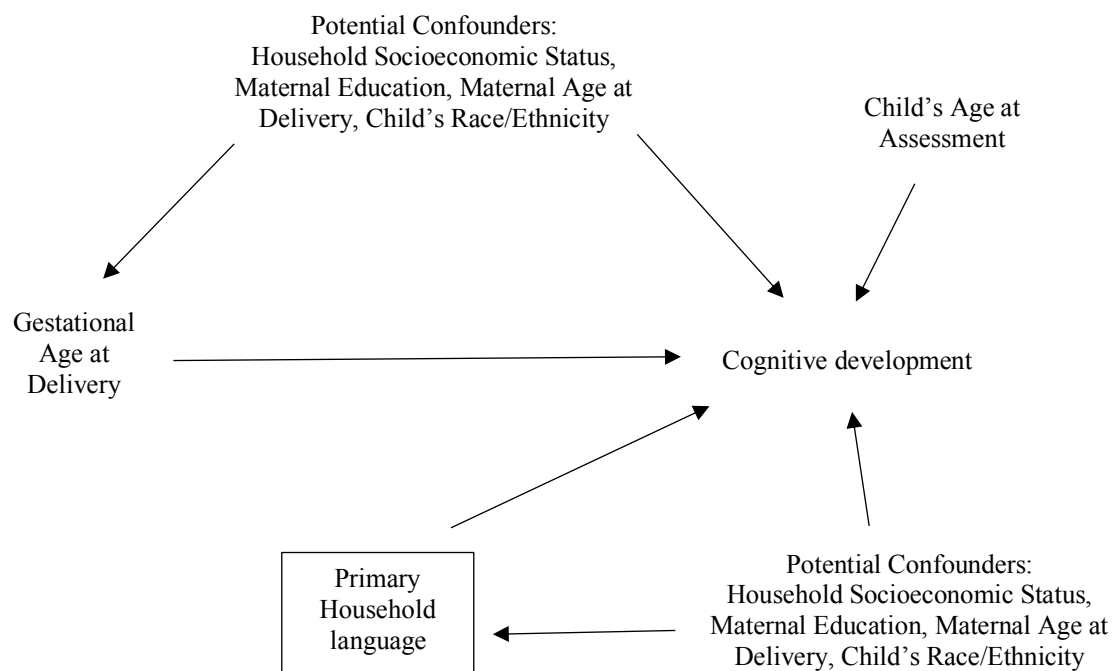 Potential Confounders:
Household Socioeconomic Status,
Maternal Education, Maternal Age at
Delivery, Child’s Race/Ethnicity
Child’s Age at
Assessment
Gestational
Age at
Delivery
Cognitive development
Primary
Household
language
Potential Confounders:
Household Socioeconomic Status,
Maternal Education, Maternal Age at
Delivery, Child’s Race/Ethnicity